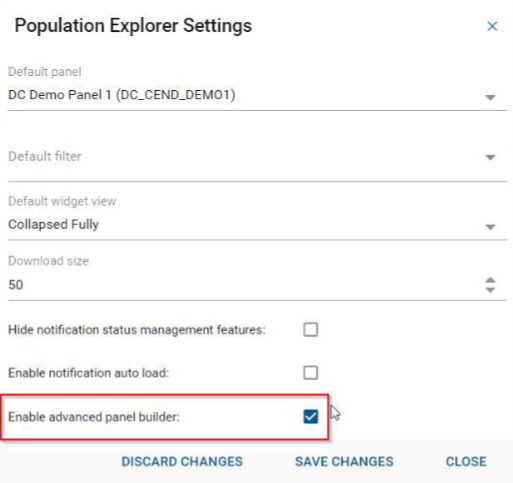 Population Explorer Settings
Default panel
DC Demo Panel 1 (DC_CEND_DEMO1)
Default filter
Default widget view
Collapsed Fully
Download size
50
Hide notification status management features:
Enable notification auto load:
Enable advanced panel builder:
DISCARD CHANGES SAVE CHANGES CLOSE